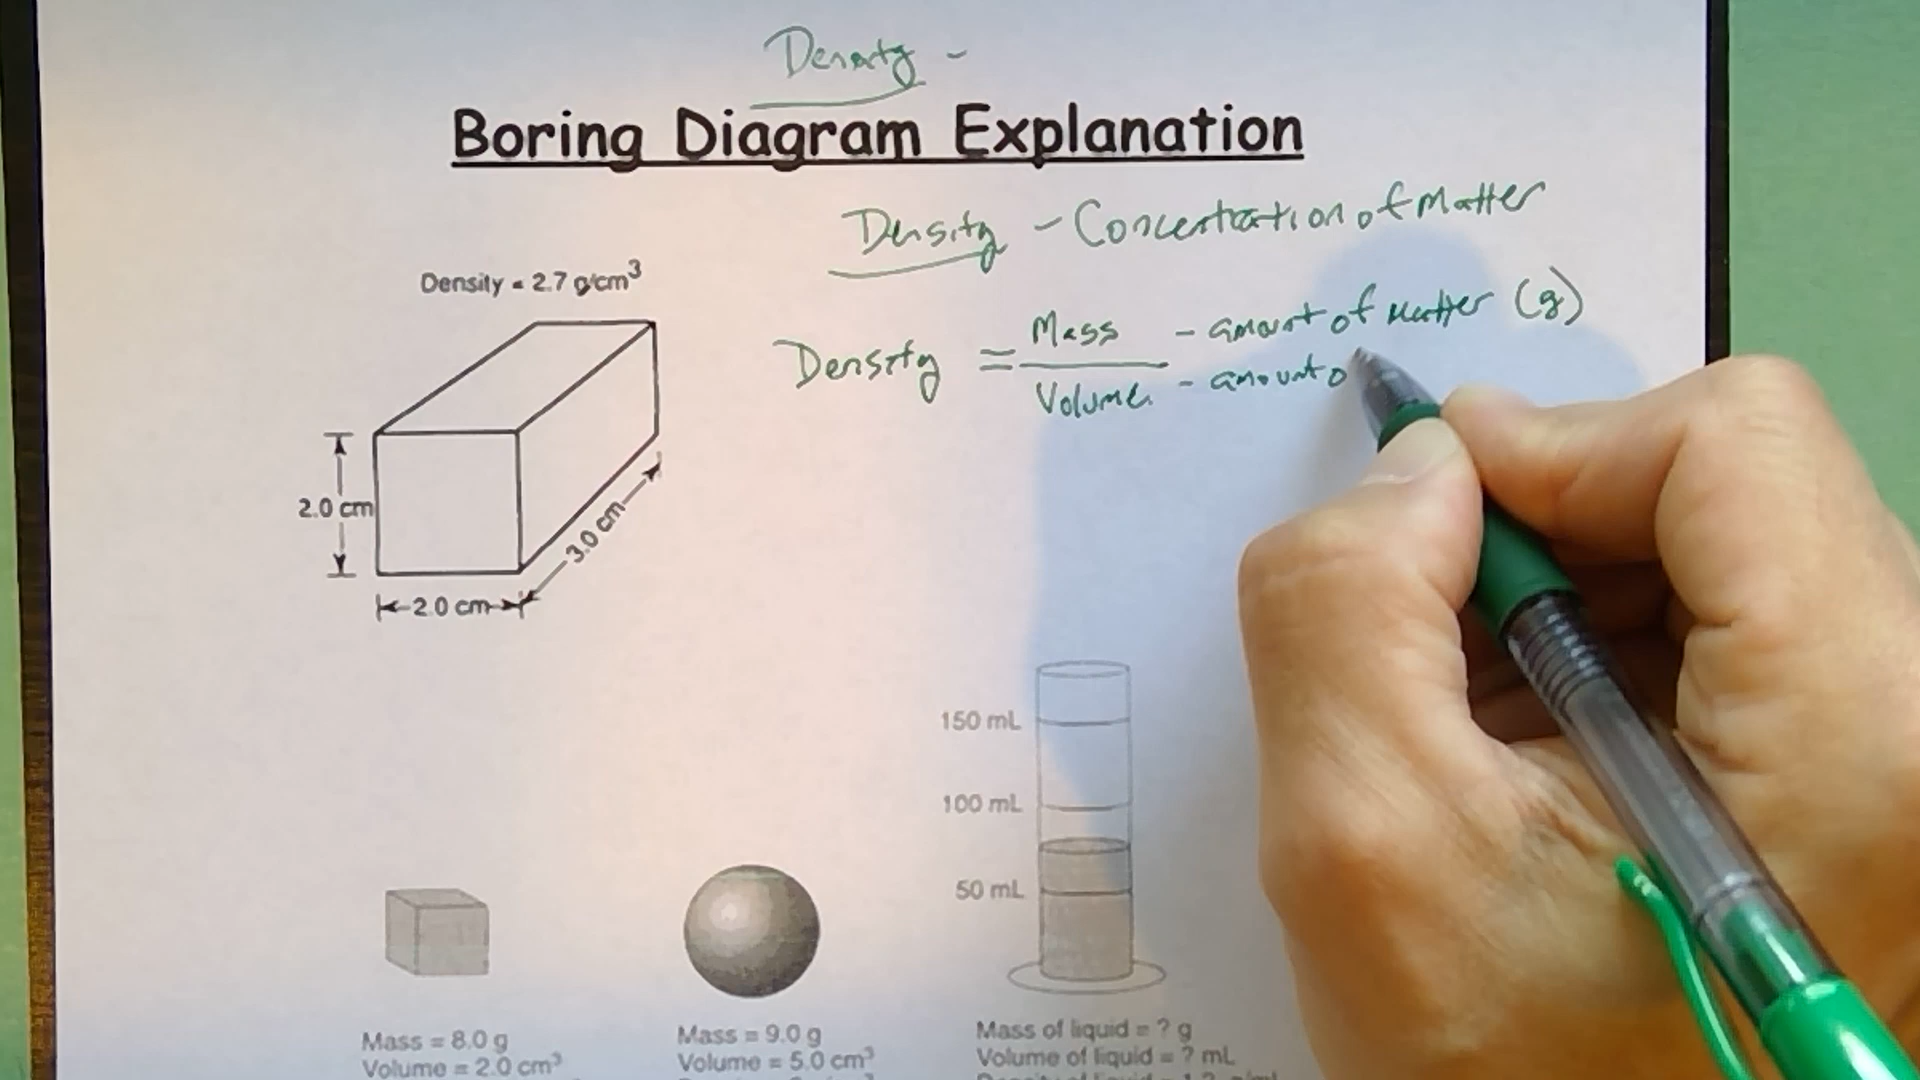 Density -
Boring Diagram Explanation
Density - Concentration of Matter
Density = 2.7 g/cm³
Density = Mass - amount of Matter (g)
Volume - amount o
2.0 cm
3.0 cm
2.0 cm
150 mL
100 mL
50 mL
Mass = 8.0 g
Volume = 2.0 cm³
Mass = 9.0 g
Volume = 5.0 cm³
Mass of liquid = ? g
Volume of liquid = ? mL